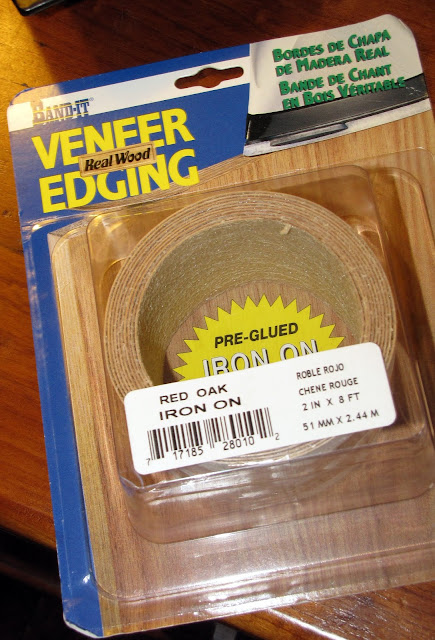 BAND-IT®
VENEER
Real Wood
EDGING
BORDES DE CHAPA
DE MADERA REAL
BANDE DE CHANT
EN BOIS VÉRITABLE
PRE-GLUED
IRON ON
RED OAK
IRON ON
ROBLE ROJO
CHENE ROUGE
2 IN X 8 FT
51 MM X 2.44 M
7 17185 28010 2